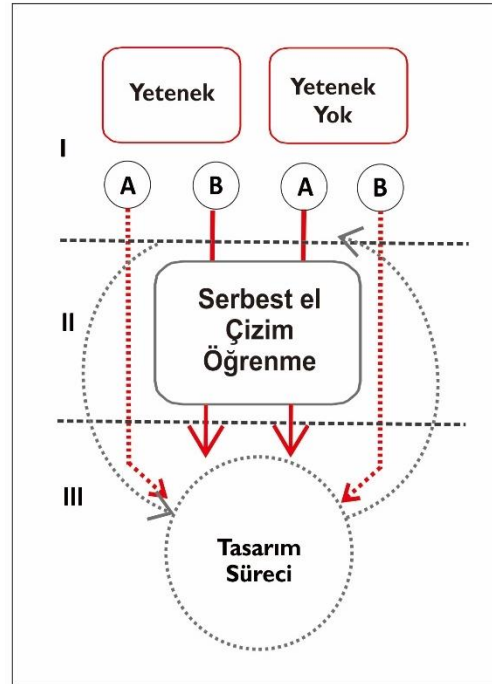 Yetenek
Yetenek
Yok
I
A
B
A
B
II
Serbest el
Çizim
Öğrenme
III
Tasarım
Süreci